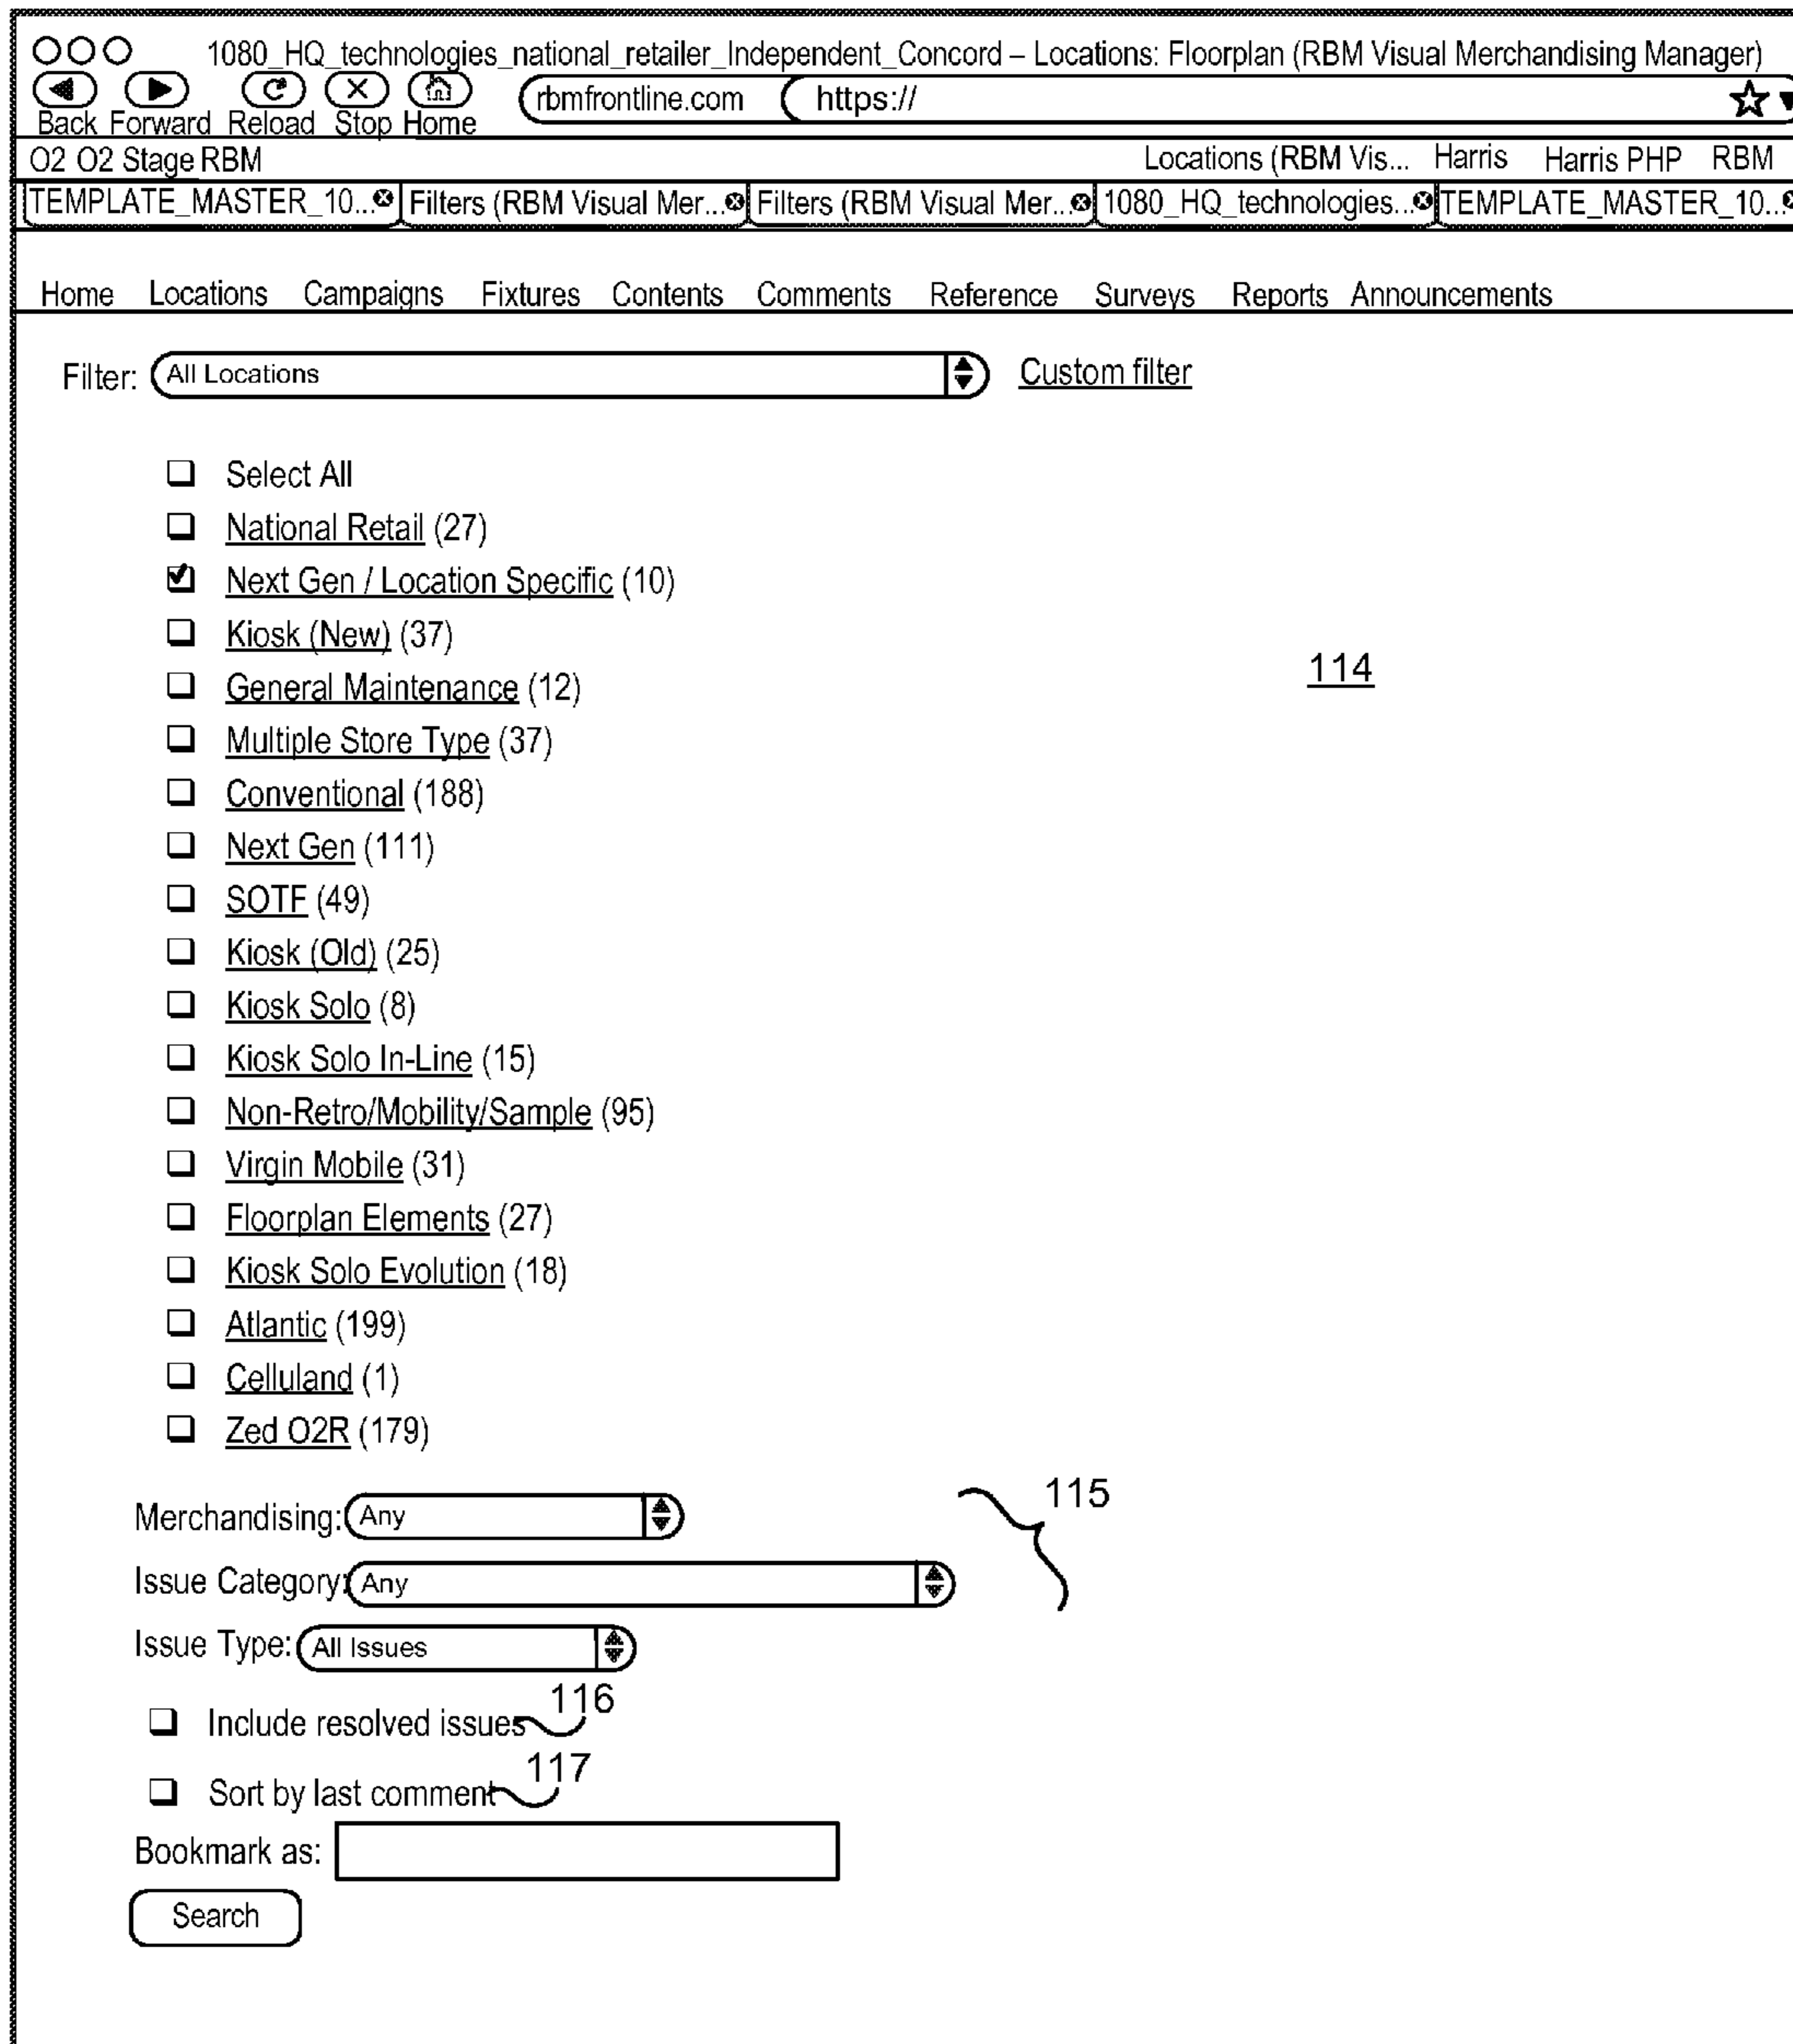 1080_HQ_technologies_national_retailer_Independent_Concord – Locations: Floorplan (RBM Visual Merchandising Manager)
rbmfrontline.com https://
Back Forward Reload Stop Home
O2 O2 Stage RBM Locations (RBM Vis... Harris Harris PHP RBM
TEMPLATE_MASTER_10... Filters (RBM Visual Mer... Filters (RBM Visual Mer... 1080_HQ_technologies... TEMPLATE_MASTER_10...
Home Locations Campaigns Fixtures Contents Comments Reference Surveys Reports Announcements
Filter: All Locations Custom filter
Select All
National Retail (27)
Next Gen / Location Specific (10)
Kiosk (New) (37)
114
General Maintenance (12)
Multiple Store Type (37)
Conventional (188)
Next Gen (111)
SOTF (49)
Kiosk (Old) (25)
Kiosk Solo (8)
Kiosk Solo In-Line (15)
Non-Retro/Mobility/Sample (95)
Virgin Mobile (31)
Floorplan Elements (27)
Kiosk Solo Evolution (18)
Atlantic (199)
Celluland (1)
Zed O2R (179)
115
Merchandising: Any
Issue Category: Any
Issue Type: All Issues
116
Include resolved issues
117
Sort by last comment
Bookmark as:
Search